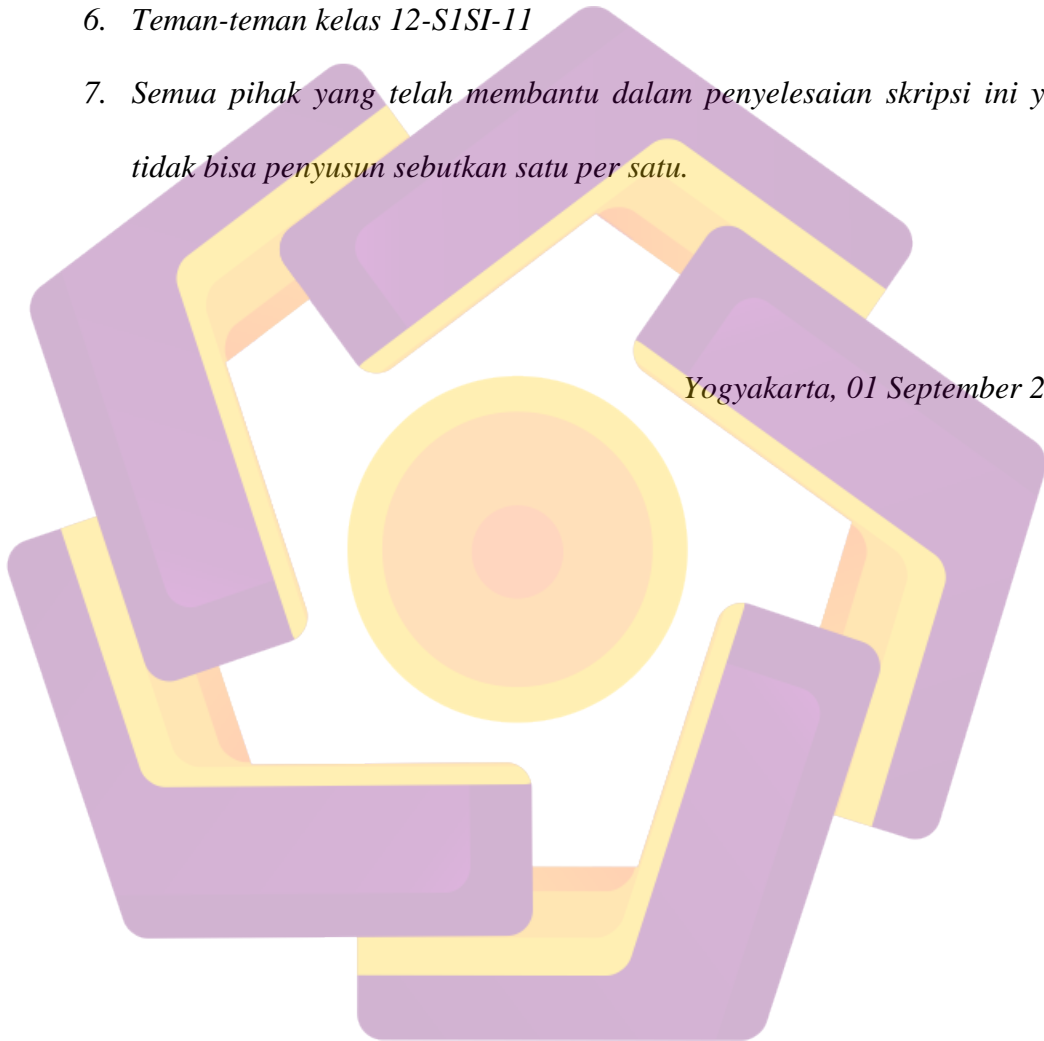 6. Teman-teman kelas 12-S1SI-11
7. Semua pihak yang telah membantu dalam penyelesaian skripsi ini y
tidak bisa penyusun sebutkan satu per satu.
Yogyakarta, 01 September 2